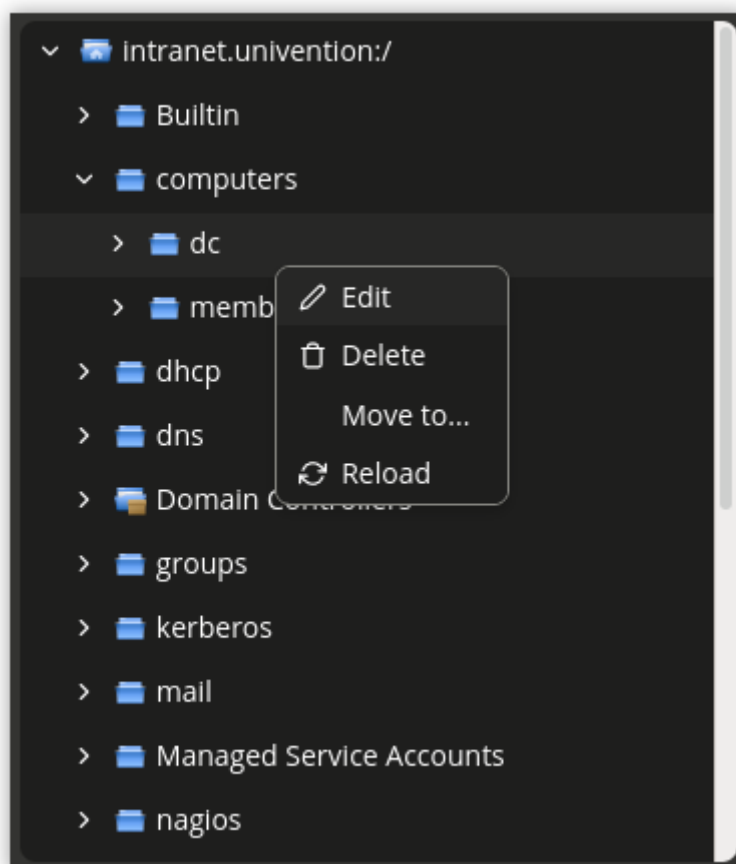 intranet.univention:/
Builtin
computers
dc
memb
Edit
Delete
Move to...
Reload
dhcp
dns
Domain
groups
kerberos
mail
Managed Service Accounts
nagios